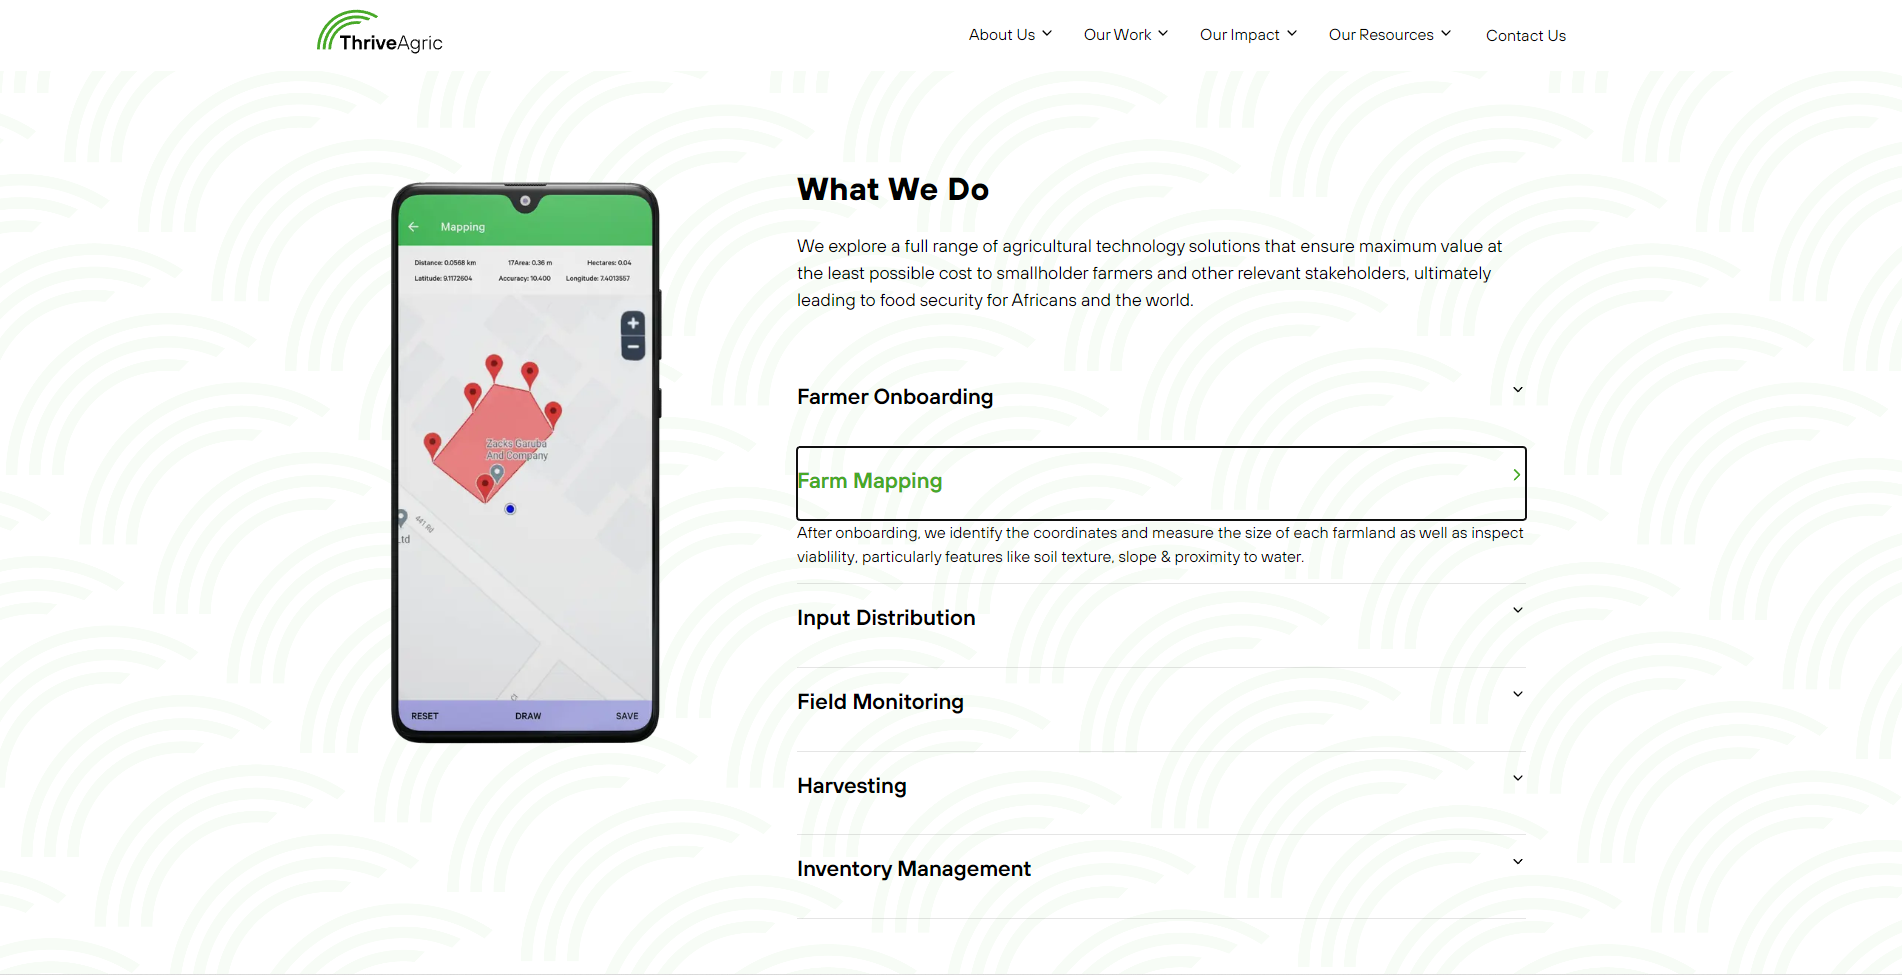 ThriveAgric
About Us
Our Work
Our Impact
Our Resources
Contact Us
Mapping
Distance: 0.0568 km
17Area: 0.36 m
Hectares: 0.04
Latitude: 9.1172604
Accuracy: 10.400
Longitude: 7.4013557
Zacks Garuba
And Company
441 Rd
Ltd
RESET
DRAW
SAVE
What We Do
We explore a full range of agricultural technology solutions that ensure maximum value at
the least possible cost to smallholder farmers and other relevant stakeholders, ultimately
leading to food security for Africans and the world.
Farmer Onboarding
Farm Mapping
After onboarding, we identify the coordinates and measure the size of each farmland as well as inspect
viablility, particularly features like soil texture, slope & proximity to water.
Input Distribution
Field Monitoring
Harvesting
Inventory Management